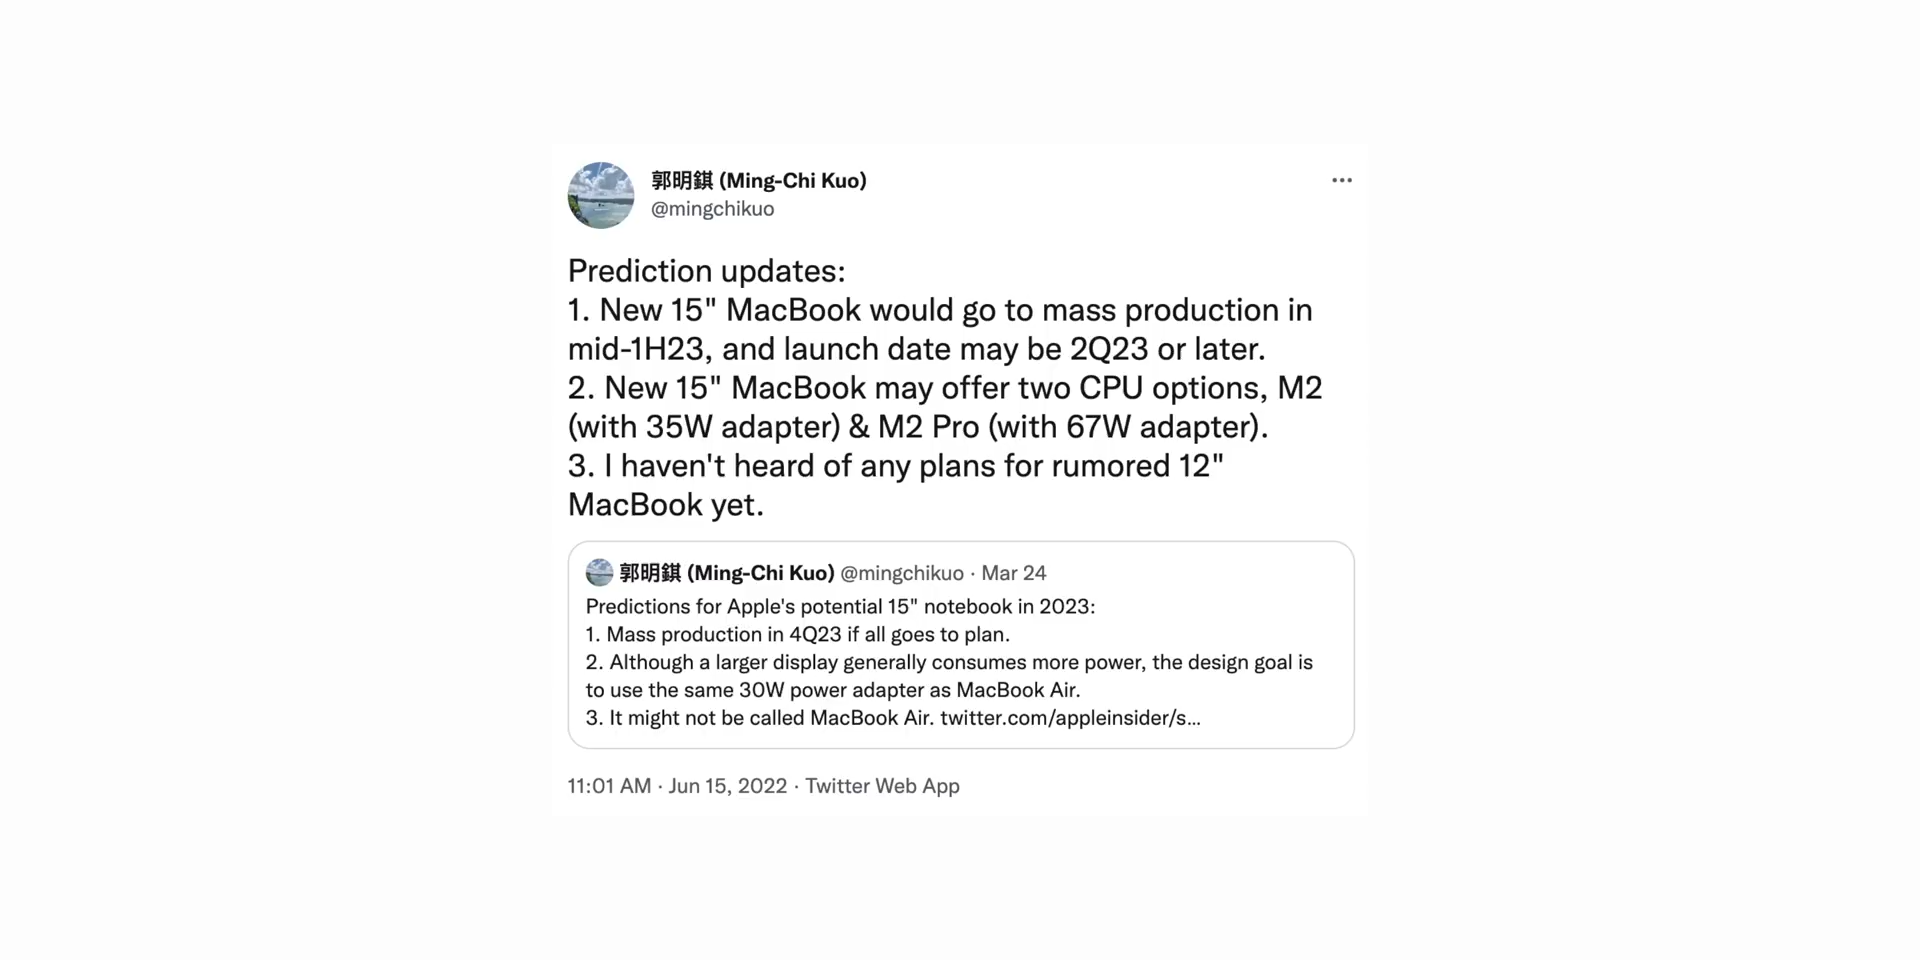 郭明錤 (Ming-Chi Kuo)
@mingchikuo
Prediction updates:
1. New 15" MacBook would go to mass production in
mid-1H23, and launch date may be 2Q23 or later.
2. New 15" MacBook may offer two CPU options, M2
(with 35W adapter) & M2 Pro (with 67W adapter).
3. I haven't heard of any plans for rumored 12"
MacBook yet.
郭明錤 (Ming-Chi Kuo) @mingchikuo · Mar 24
Predictions for Apple's potential 15" notebook in 2023:
1. Mass production in 4Q23 if all goes to plan.
2. Although a larger display generally consumes more power, the design goal is
to use the same 30W power adapter as MacBook Air.
3. It might not be called MacBook Air. twitter.com/appleinsider/s...
11:01 AM · Jun 15, 2022 · Twitter Web App